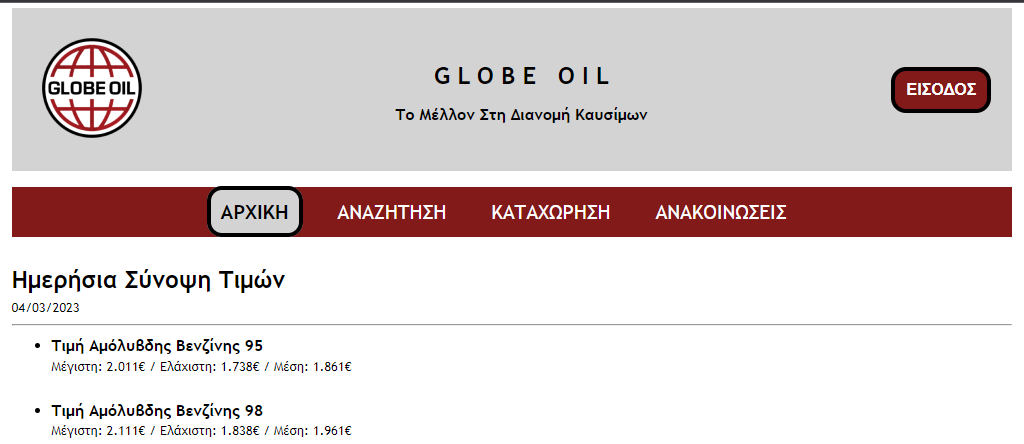 GLOBE OIL
GLOBE OIL
Το Μέλλον Στη Διανομή Καυσίμων
ΕΙΣΟΔΟΣ
ΑΡΧΙΚΗ ΑΝΑΖΗΤΗΣΗ ΚΑΤΑΧΩΡΗΣΗ ΑΝΑΚΟΙΝΩΣΕΙΣ
Ημερήσια Σύνοψη Τιμών
04/03/2023
Τιμή Αμόλυβδης Βενζίνης 95
Μέγιστη: 2.011€ / Ελάχιστη: 1.738€ / Μέση: 1.861€
Τιμή Αμόλυβδης Βενζίνης 98
Μέγιστη: 2.111€ / Ελάχιστη: 1.838€ / Μέση: 1.961€